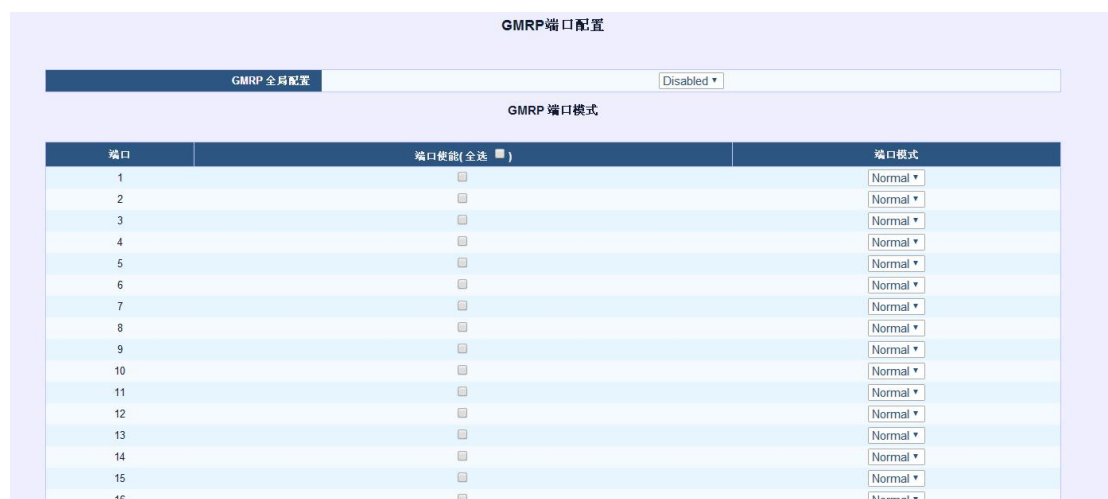 GMRP端口配置
GMRP 全局配置 Disabled
GMRP 端口模式
端口 端口使能(全选 ) 端口模式
1 Normal
2 Normal
3 Normal
4 Normal
5 Normal
6 Normal
7 Normal
8 Normal
9 Normal
10 Normal
11 Normal
12 Normal
13 Normal
14 Normal
15 Normal
16 Normal